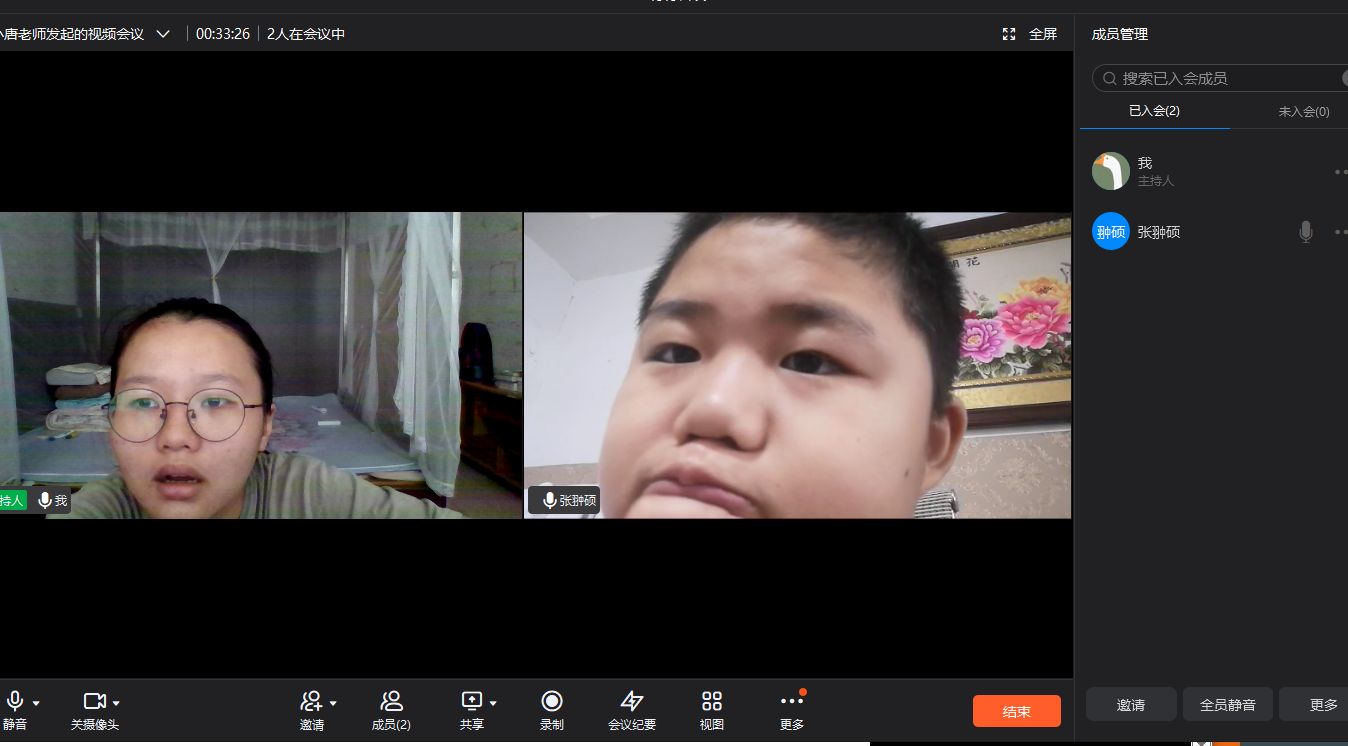 小唐老师发起的视频会议 00:33:26 2人在会议中 全屏
成员管理
搜索已入会成员
已入会(2) 未入会(0)
我
主持人
翀硕 张翀硕
持人 我
张翀硕
静音 关摄像头 邀请 成员(2) 共享 录制 会议纪要 视图 更多 结束
邀请 全员静音 更多